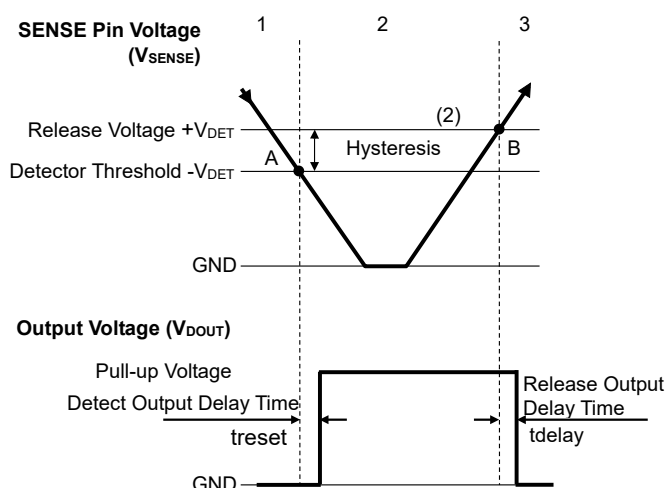 SENSE Pin Voltage
(VSENSE)
1
2
3
Release Voltage +VDET
(2)
A
Hysteresis
B
Detector Threshold -VDET
GND
Output Voltage (VDOUT)
Pull-up Voltage
Detect Output Delay Time
treset
Release Output
Delay Time
tdelay
GND